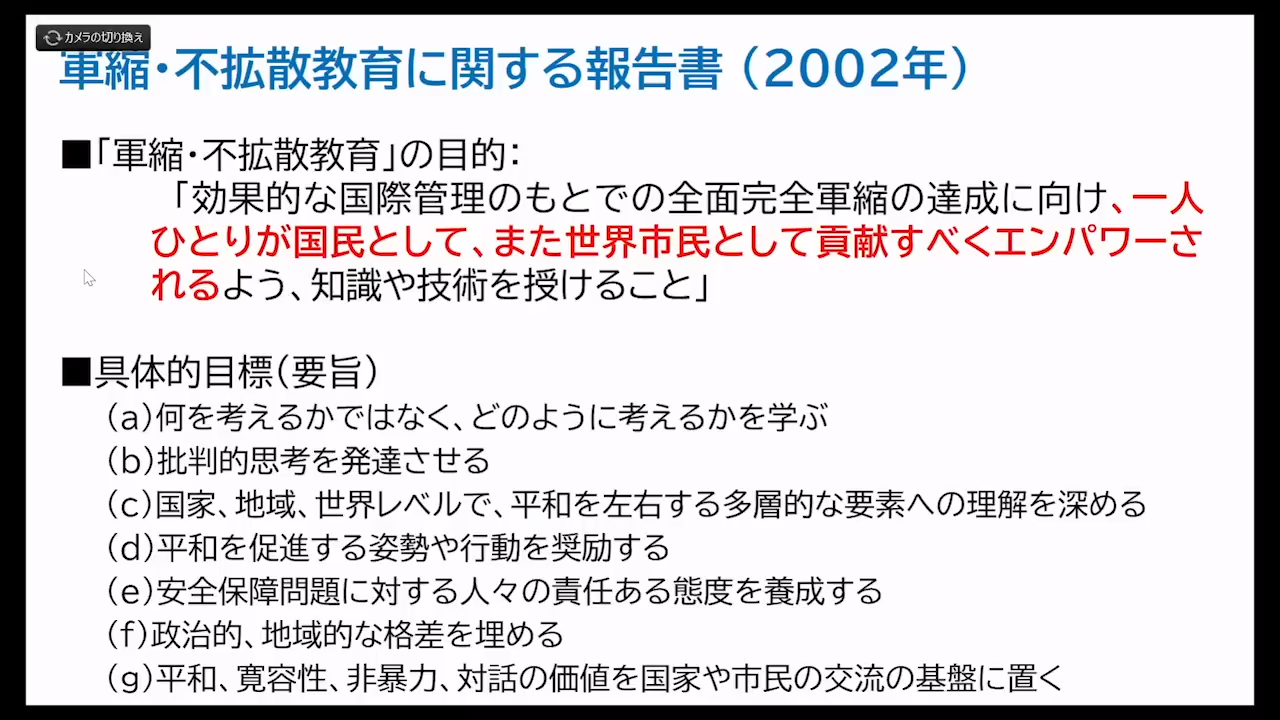 カメラの切り換え
軍縮・不拡散教育に関する報告書（2002年）
■「軍縮・不拡散教育」の目的：
「効果的な国際管理のもとでの全面完全軍縮の達成に向け、一人
ひとりが国民として、また世界市民として貢献すべくエンパワーさ
れるよう、知識や技術を授けること」
■具体的目標（要旨）
（a）何を考えるかではなく、どのように考えるかを学ぶ
（b）批判的思考を発達させる
（c）国家、地域、世界レベルで、平和を左右する多層的な要素への理解を深める
（d）平和を促進する姿勢や行動を奨励する
（e）安全保障問題に対する人々の責任ある態度を養成する
（f）政治的、地域的な格差を埋める
（g）平和、寛容性、非暴力、対話の価値を国家や市民の交流の基盤に置く